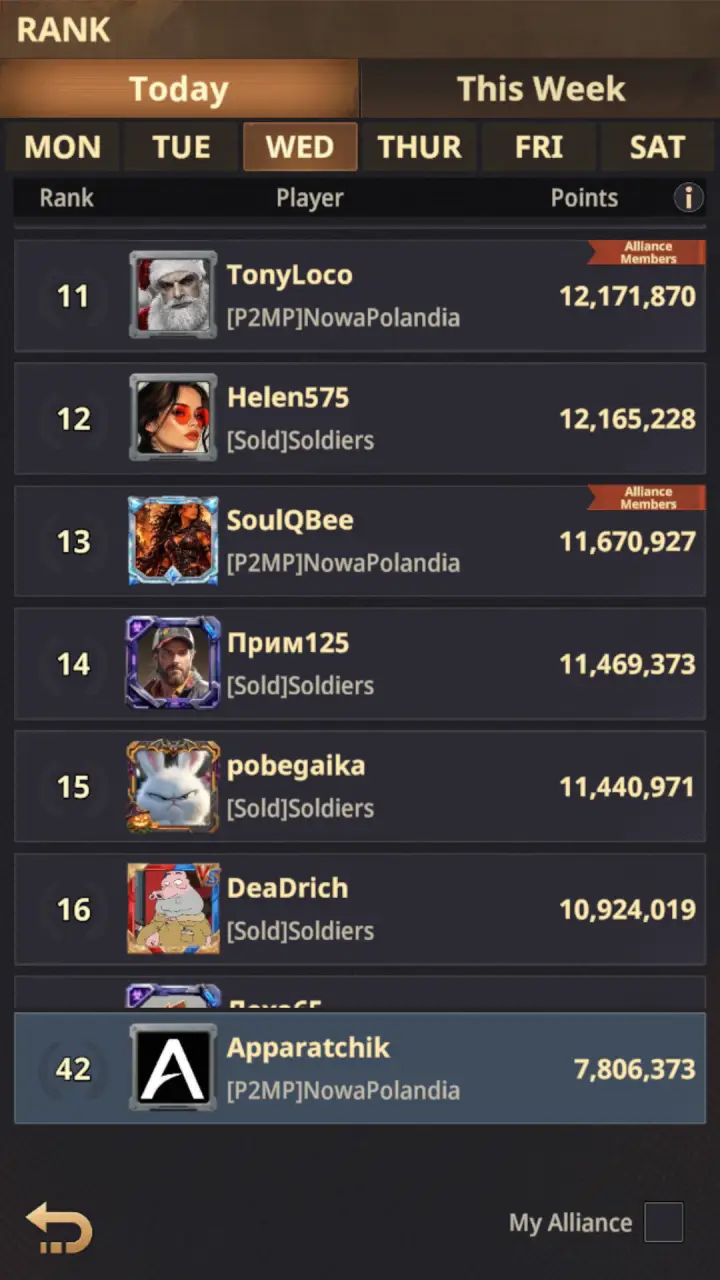 RANK
Today
This Week
MON
TUE
WED
THUR
FRI
SAT
Rank
Player
Points
i
Alliance
Members
11
TonyLoco
[P2MP]NowaPolandia
12,171,870
12
Helen575
[Sold]Soldiers
12,165,228
Alliance
Members
13
SoulQBee
[P2MP]NowaPolandia
11,670,927
14
Прим125
[Sold]Soldiers
11,469,373
15
pobegaika
[Sold]Soldiers
11,440,971
VS
16
DeaDrich
[Sold]Soldiers
10,924,019
42
A
Apparatchik
[P2MP]NowaPolandia
7,806,373
My Alliance